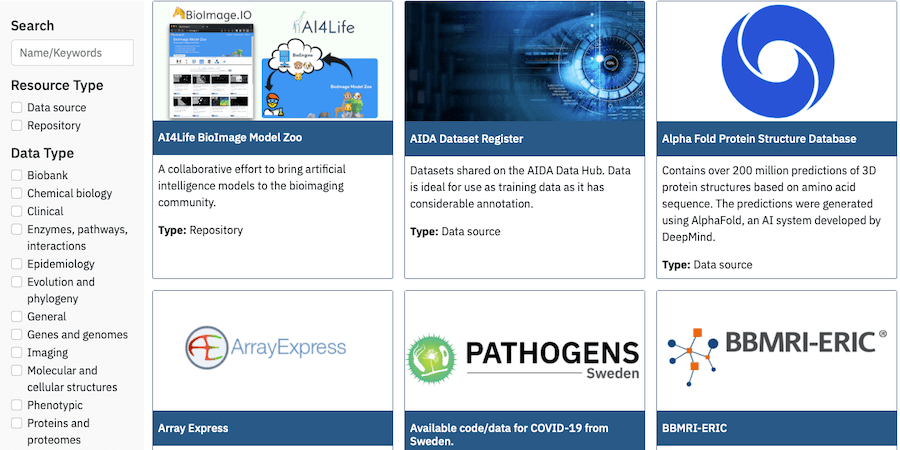 Search
Name/Keywords
Resource Type
Data source
Repository
Data Type
Biobank
Chemical biology
Clinical
Enzymes, pathways,
interactions
Epidemiology
Evolution and
phylogeny
General
Genes and genomes
Imaging
Molecular and
cellular structures
Phenotypic
Proteins and
proteomes
BioImage.IO
AI4Life
BioEngine
BioImage Model Zoo
AI4Life BioImage Model Zoo
A collaborative effort to bring artificial
intelligence models to the bioimaging
community.
Type: Repository
AIDA Dataset Register
Datasets shared on the AIDA Data Hub. Data
is ideal for use as training data as it has
considerable annotation.
Type: Data source
Alpha Fold Protein Structure Database
Contains over 200 million predictions of 3D
protein structures based on amino acid
sequence. The predictions were generated
using AlphaFold, an AI system developed by
DeepMind.
Type: Data source
ArrayExpress
Array Express
PATHOGENS
Sweden
Available code/data for COVID-19 from
Sweden.
BBMRI-ERIC®
BBMRI-ERIC